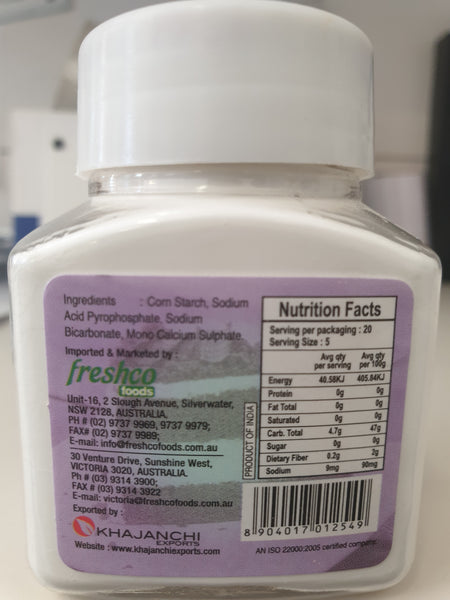 Ingredients : Corn Starch, Sodium
Acid Pyrophosphate, Sodium
Bicarbonate, Mono Calcium Sulphate.
Imported & Marketed by :
freshco
foods
Unit-16, 2 Slough Avenue, Silverwater,
NSW 2128, AUSTRALIA.
PH # (02) 9737 9969, 9737 9979;
FAX# (02) 9737 9989;
E-mail: info@freshcofoods.com.au
30 Venture Drive, Sunshine West,
VICTORIA 3020, AUSTRALIA.
Ph # (03) 9314 3900;
FAX # (03) 9314 3922
E-mail: victoria@freshcofoods.com.au
Exported by :
KHAJANCHI
EXPORTS
Website : www.khajanchiexports.com
PRODUCT OF INDIA
Nutrition Facts
Serving per packaging : 20
Serving Size : 5
Avg qty per serving Avg qty per 100g
Energy 40.58KJ 405.84KJ
Protein 0g 0g
Fat Total 0g 0g
Saturated 0g 0g
Carb. Total 4.7g 47g
Sugar 0g 0g
Dietary Fiber 0.2g 2g
Sodium 9mg 90mg
8 904017 012549
AN ISO 22000:2005 certified company